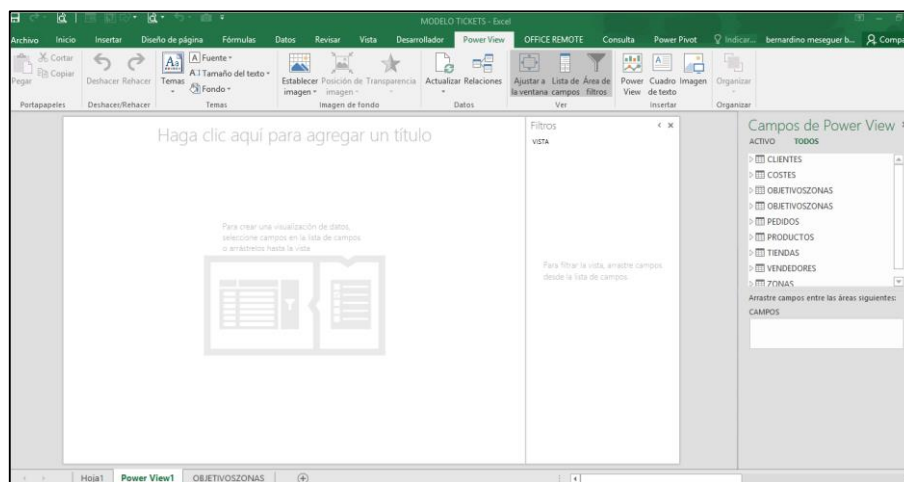 MODELO TICKETS - Excel
Archivo Inicio Insertar Diseño de página Fórmulas Datos Revisar Vista Desarrollador Power View OFFICE REMOTE Consulta Power Pivot Indicar... bernardino meseguer b... Compa
Cortar
Copiar
Pegar
Deshacer Rehacer
Temas
Fuente
Tamaño del texto
Fondo
Establecer imagen
Posición de imagen
Transparencia
Actualizar
Relaciones
Ajustar a la ventana
Lista de campos
Área de filtros
Power View
Cuadro de texto
Imagen
Organizar
Portapapeles Deshacer/Rehacer Temas Imagen de fondo Datos Ver Insertar Organizar
Haga clic aquí para agregar un título
Para crear una visualización de datos,
seleccione campos en la lista de campos
o arrástrelos hasta la vista
Filtros
VISTA
Para filtrar la vista, arrastre campos
desde la lista de campos
Campos de Power View
ACTIVO TODOS
CLIENTES
COSTES
OBJETIVOSZONAS
OBJETIVOSZONAS
PEDIDOS
PRODUCTOS
TIENDAS
VENDEDORES
ZONAS
Arrastre campos entre las áreas siguientes:
CAMPOS
Hoja1 Power View1 OBJETIVOSZONAS